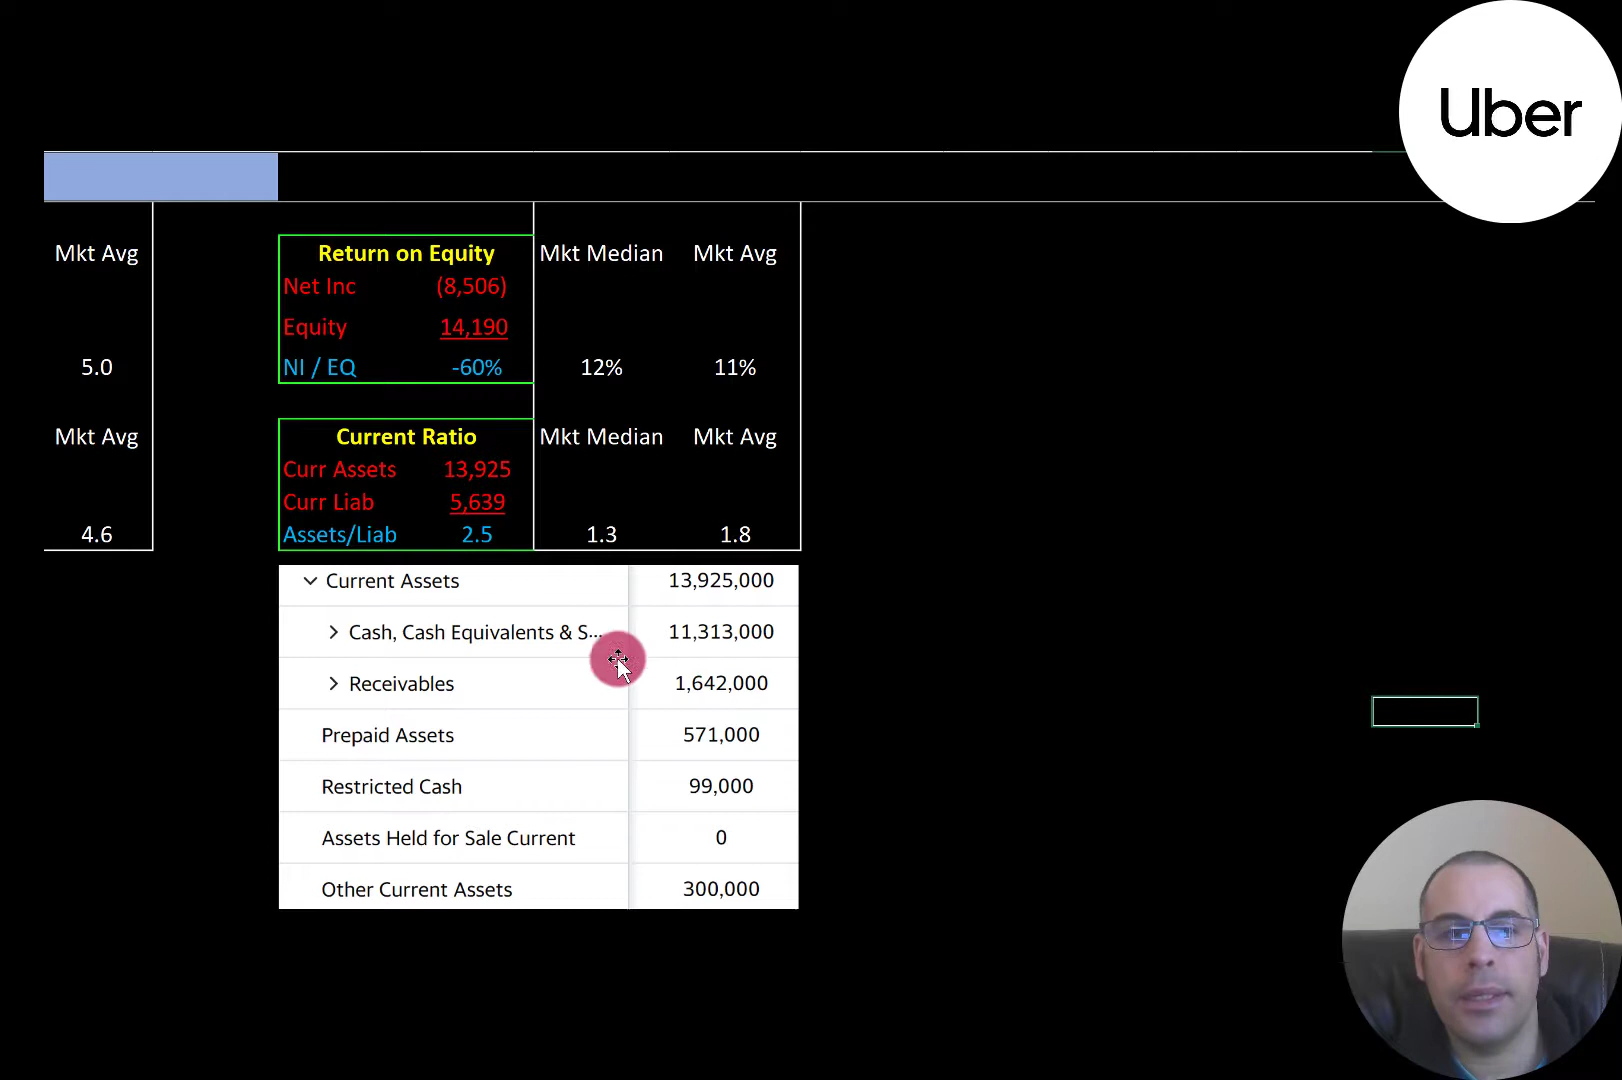 Uber
Mkt Avg
Return on Equity
Mkt Median
Mkt Avg
Net Inc (8,506)
Equity 14,190
5.0
NI / EQ -60%
12%
11%
Mkt Avg
Current Ratio
Mkt Median
Mkt Avg
Curr Assets 13,925
Curr Liab 5,639
4.6
Assets/Liab 2.5
1.3
1.8
Current Assets 13,925,000
Cash, Cash Equivalents & S... 11,313,000
Receivables 1,642,000
Prepaid Assets 571,000
Restricted Cash 99,000
Assets Held for Sale Current 0
Other Current Assets 300,000